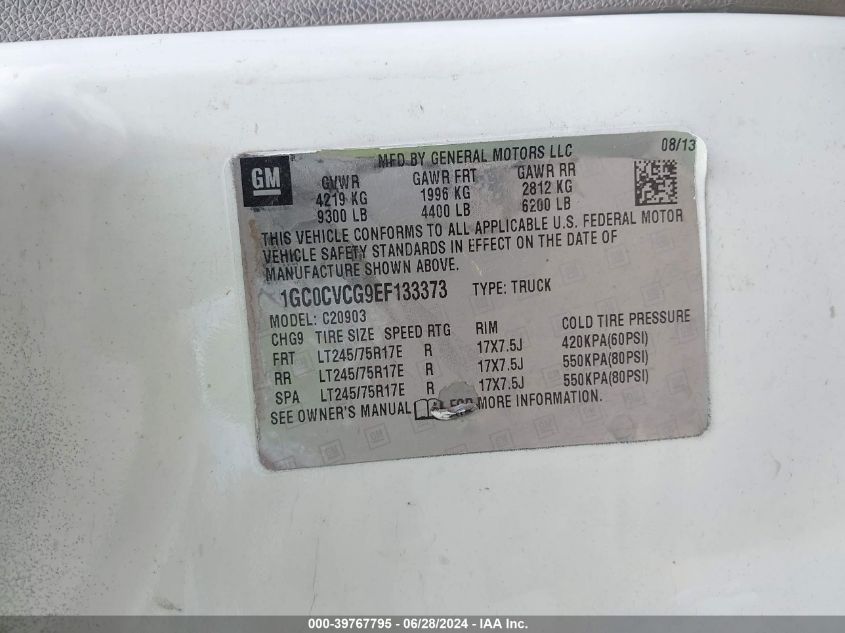 GM
MFD BY GENERAL MOTORS LLC 08/13
GVWR GAWR FRT GAWR RR
4219 KG 1996 KG 2812 KG
9300 LB 4400 LB 6200 LB
THIS VEHICLE CONFORMS TO ALL APPLICABLE U.S. FEDERAL MOTOR
VEHICLE SAFETY STANDARDS IN EFFECT ON THE DATE OF
MANUFACTURE SHOWN ABOVE.
1GC0CVCG9EF133373 TYPE: TRUCK
MODEL: C20903
CHG9 TIRE SIZE SPEED RTG RIM COLD TIRE PRESSURE
FRT LT245/75R17E R 17X7.5J 420KPA(60PSI)
RR LT245/75R17E R 17X7.5J 550KPA(80PSI)
SPA LT245/75R17E R 17X7.5J 550KPA(80PSI)
SEE OWNER'S MANUAL FOR MORE INFORMATION.
000-39767795 - 06/28/2024 - IAA Inc.